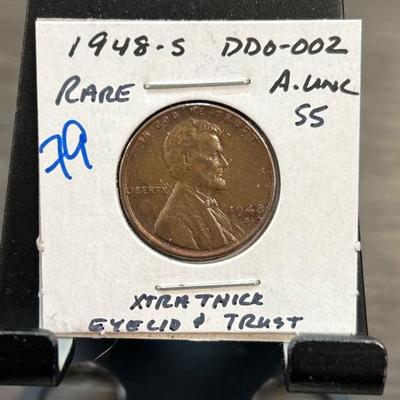 1948-S DDO-002
RARE A.UNC
55
79
IN GOD WE TRUST
LIBERTY
1948
S
XTRA THICK
EYELID & TRUST